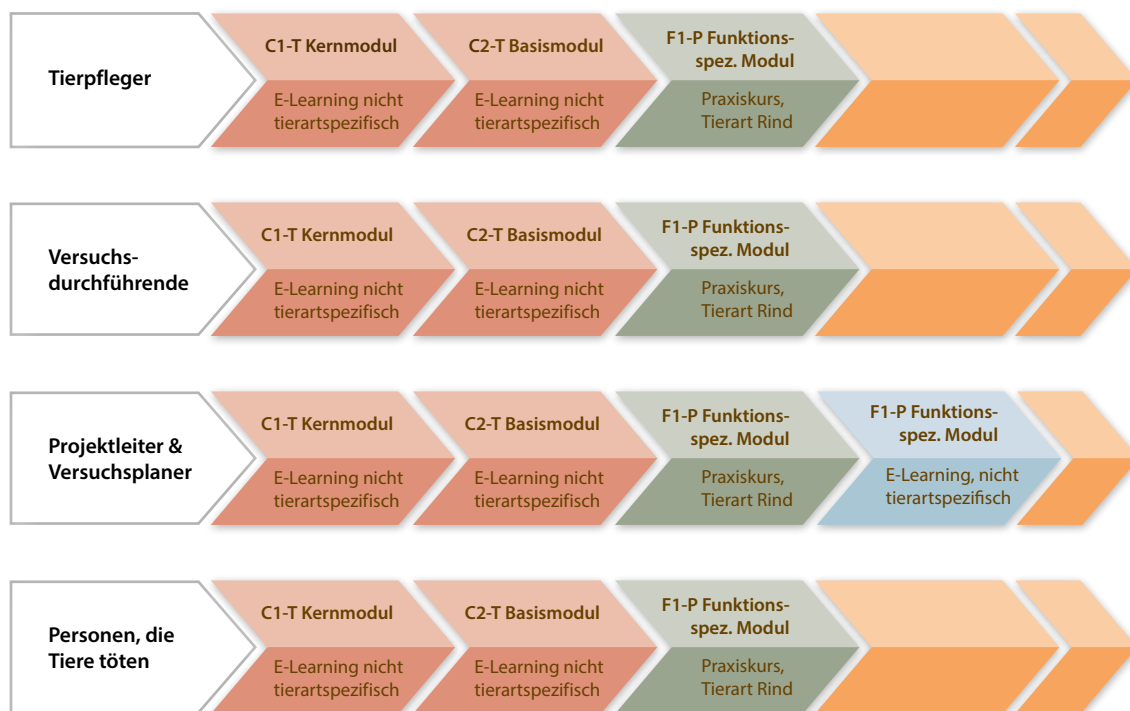 Tierpfleger
C1-T Kernmodul
E-Learning nicht
tierartspezifisch
C2-T Basismodul
E-Learning nicht
tierartspezifisch
F1-P Funktions-
spez. Modul
Praxiskurs,
Tierart Rind
Versuchs-
durchführende
C1-T Kernmodul
E-Learning nicht
tierartspezifisch
C2-T Basismodul
E-Learning nicht
tierartspezifisch
F1-P Funktions-
spez. Modul
Praxiskurs,
Tierart Rind
Projektleiter &
Versuchsplaner
C1-T Kernmodul
E-Learning nicht
tierartspezifisch
C2-T Basismodul
E-Learning nicht
tierartspezifisch
F1-P Funktions-
spez. Modul
Praxiskurs,
Tierart Rind
F1-P Funktions-
spez. Modul
E-Learning, nicht
tierartspezifisch
Personen, die
Tiere töten
C1-T Kernmodul
E-Learning nicht
tierartspezifisch
C2-T Basismodul
E-Learning nicht
tierartspezifisch
F1-P Funktions-
spez. Modul
Praxiskurs,
Tierart Rind